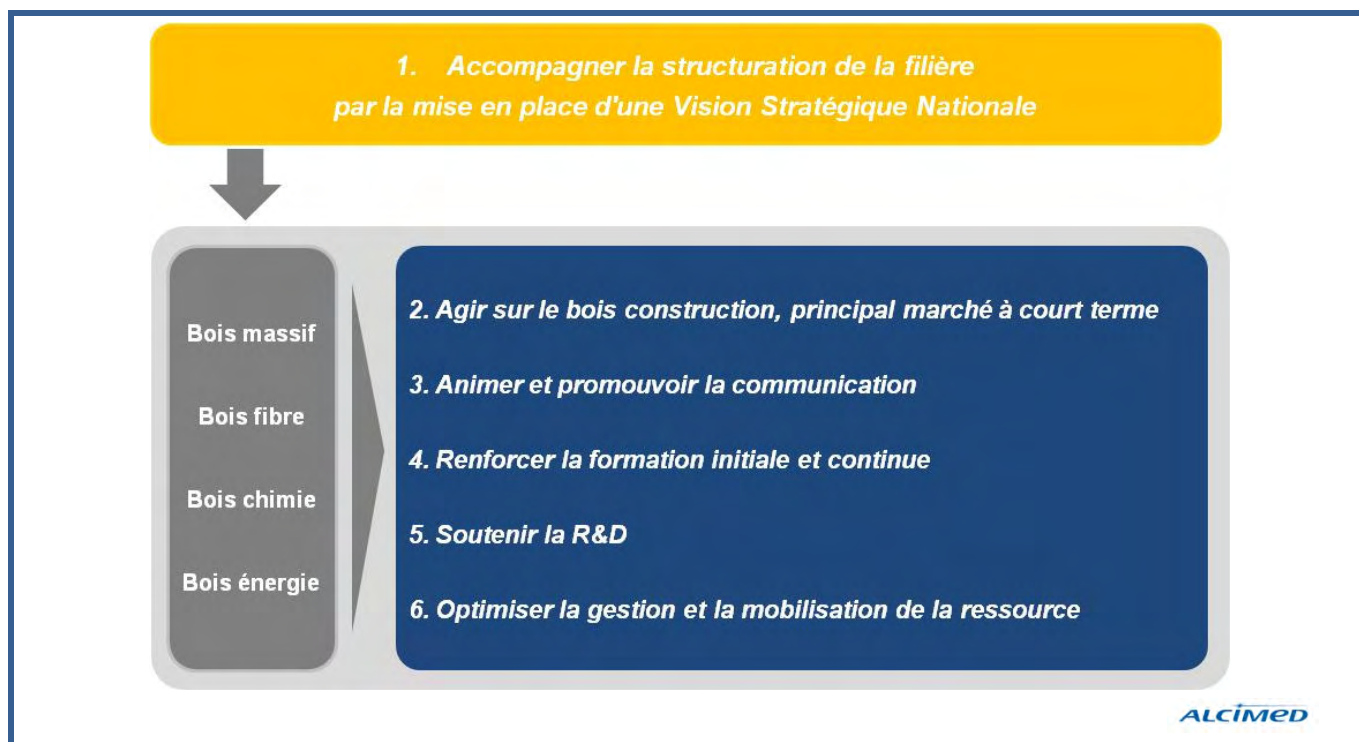 1. Accompagner la structuration de la filière
par la mise en place d'une Vision Stratégique Nationale
Bois massif
Bois fibre
Bois chimie
Bois énergie
2. Agir sur le bois construction, principal marché à court terme
3. Animer et promouvoir la communication
4. Renforcer la formation initiale et continue
5. Soutenir la R&D
6. Optimiser la gestion et la mobilisation de la ressource
ALCIMED